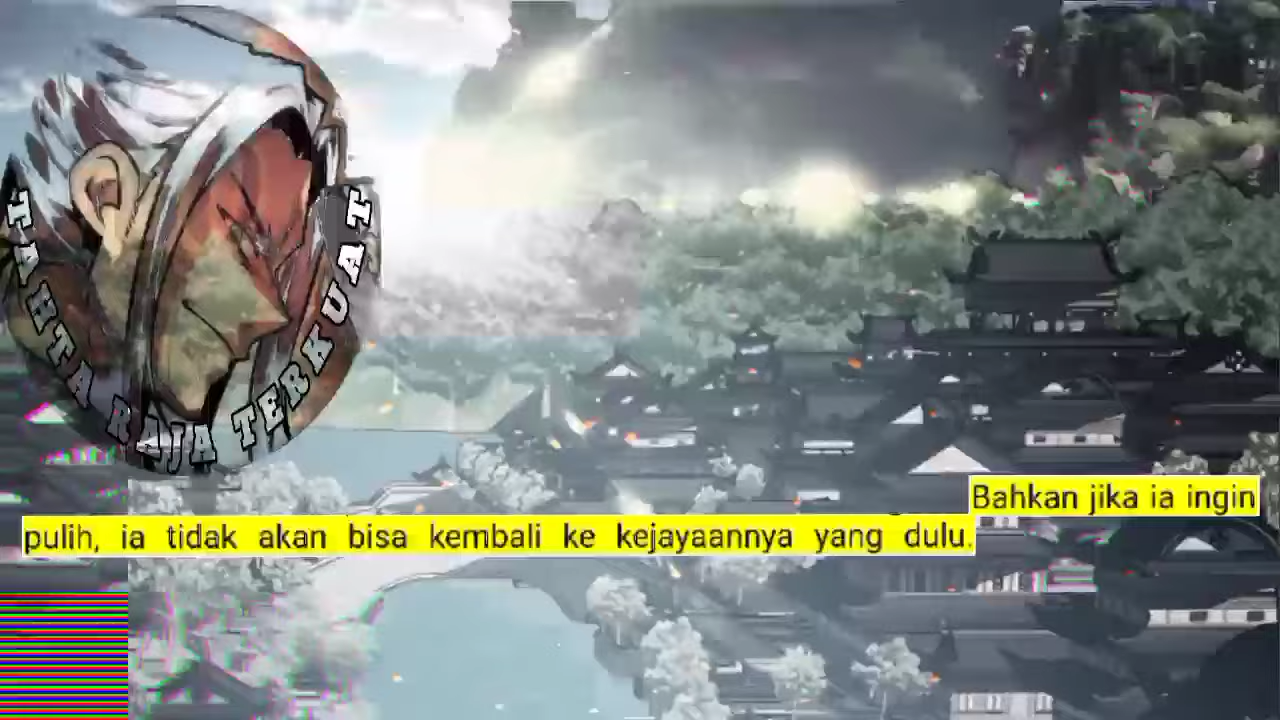 TAHTA RAJA TERKUAT
Bahkan jika ia ingin
pulih, ia tidak akan bisa kembali ke kejayaannya yang dulu.